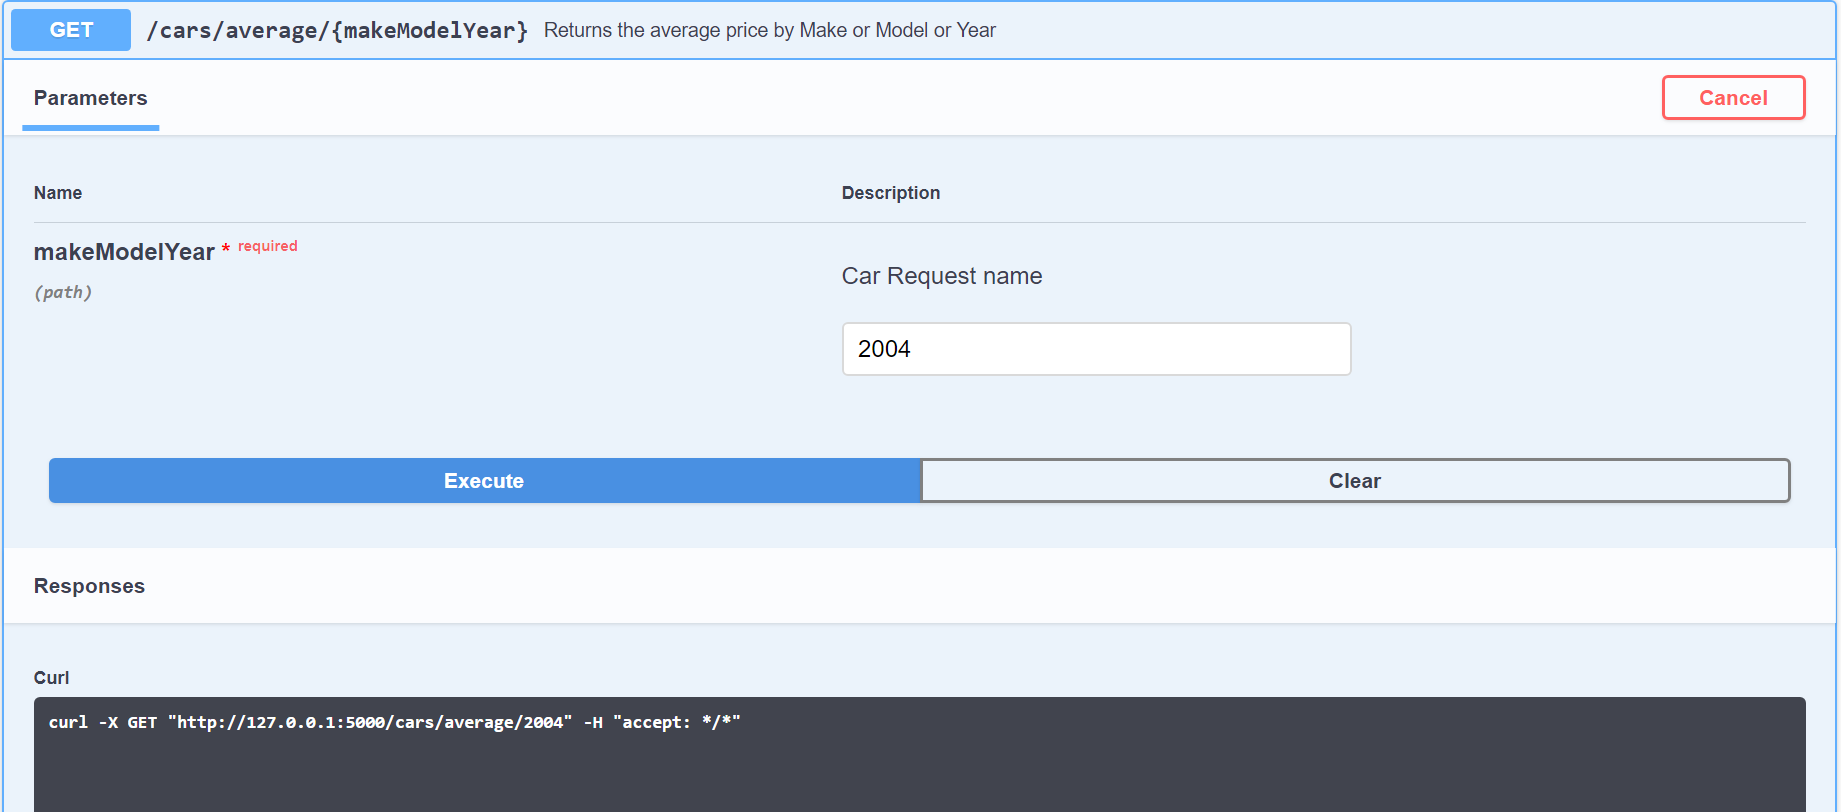 GET /cars/average/{makeModelYear} Returns the average price by Make or Model or Year
Parameters Cancel
Name Description
makeModelYear * required
(path)
Car Request name
2004
Execute Clear
Responses
Curl
curl -X GET "http://127.0.0.1:5000/cars/average/2004" -H "accept: */*"